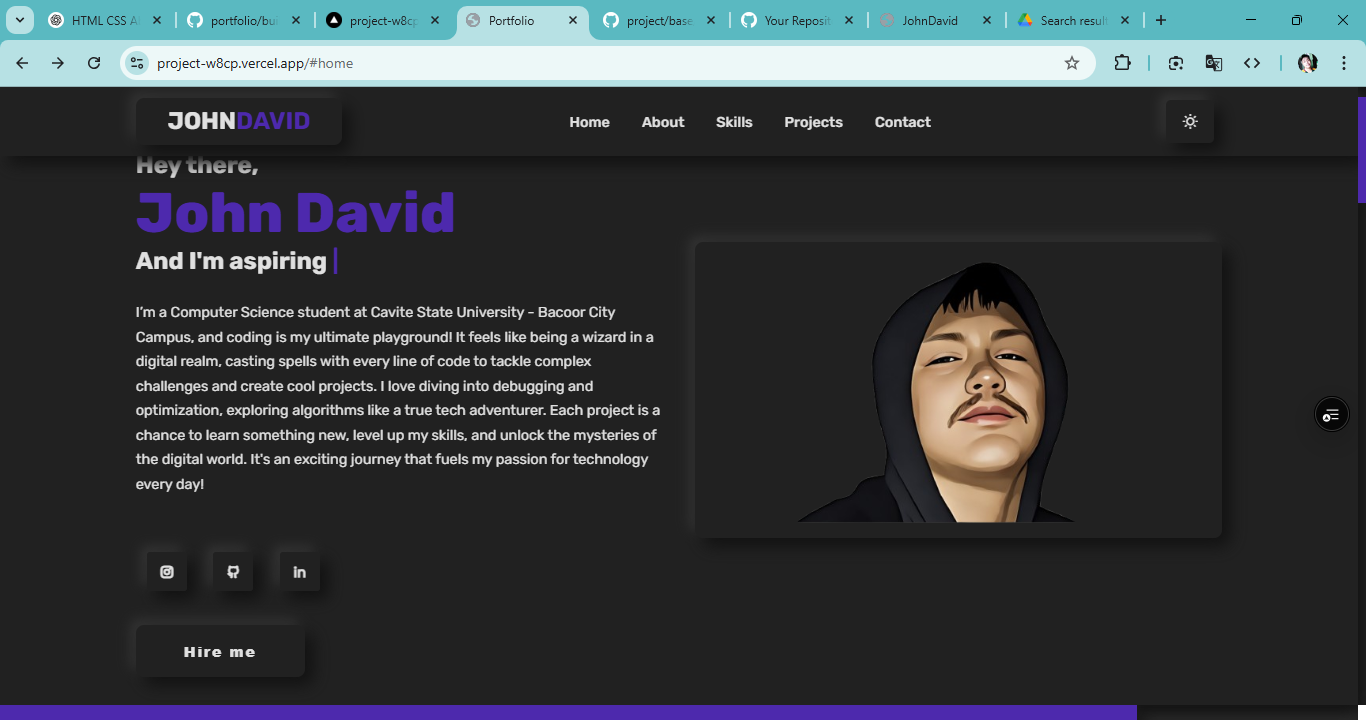 HTML CSS A
portfolio/bui
project-w8cp
Portfolio
project/base
Your Reposit
JohnDavid
Search result
project-w8cp.vercel.app/#home
JOHNDAVID
Home
About
Skills
Projects
Contact
Hey there,
John David
And I'm aspiring
I'm a Computer Science student at Cavite State University - Bacoor City
Campus, and coding is my ultimate playground! It feels like being a wizard in a
digital realm, casting spells with every line of code to tackle complex
challenges and create cool projects. I love diving into debugging and
optimization, exploring algorithms like a true tech adventurer. Each project is a
chance to learn something new, level up my skills, and unlock the mysteries of
the digital world. It's an exciting journey that fuels my passion for technology
every day!
Hire me